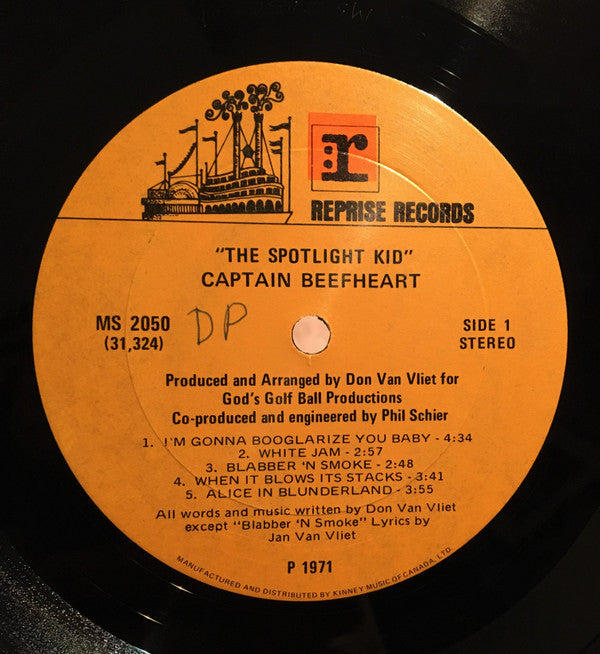 r
REPRISE RECORDS
"THE SPOTLIGHT KID"
CAPTAIN BEEFHEART
MS 2050
(31,324)
DP
SIDE 1
STEREO
Produced and Arranged by Don Van Vliet for
God's Golf Ball Productions
Co-produced and engineered by Phil Schier
1. I'M GONNA BOOGLARIZE YOU BABY - 4:34
2. WHITE JAM - 2:57
3. BLABBER 'N SMOKE - 2:48
4. WHEN IT BLOWS ITS STACKS - 3:41
5. ALICE IN BLUNDERLAND - 3:55
All words and music written by Don Van Vliet
except "Blabber 'N Smoke" Lyrics by
Jan Van Vliet
P 1971
MANUFACTURED AND DISTRIBUTED BY KINNEY MUSIC OF CANADA, LTD.